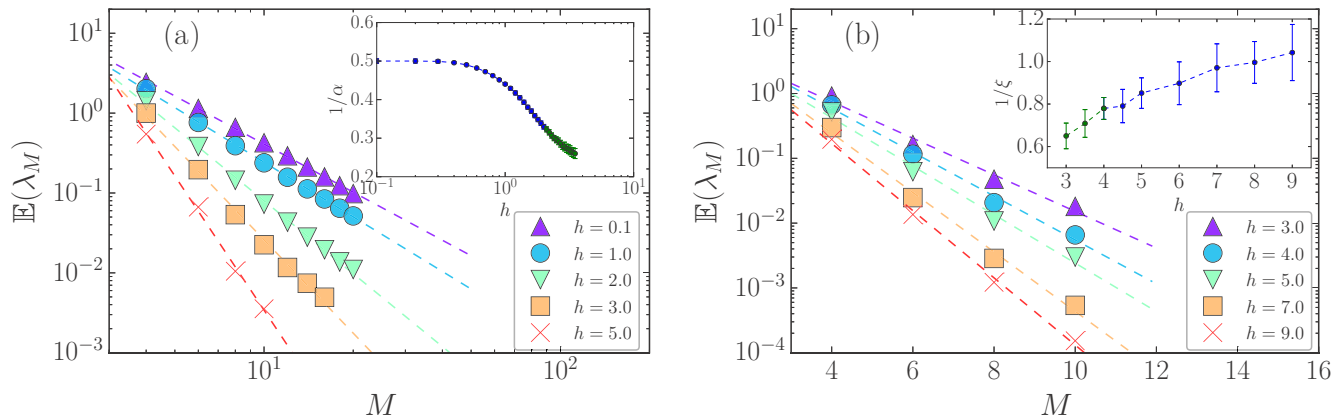 (a)
𝔼(λ_M)
10^1
10^0
10^{-1}
10^{-2}
10^{-3}
10^1
10^2
M
1/α
0.6
0.5
0.4
0.3
0.2
10^{-1}
10^0
10^1
h
h = 0.1
h = 1.0
h = 2.0
h = 3.0
h = 5.0
(b)
𝔼(λ_M)
10^1
10^0
10^{-1}
10^{-2}
10^{-3}
10^{-4}
4 6 8 10 12 14 16
M
1/ξ
1.2
1.0
0.8
0.6
0.4
3 4 5 6 7 8 9
h
h = 3.0
h = 4.0
h = 5.0
h = 7.0
h = 9.0